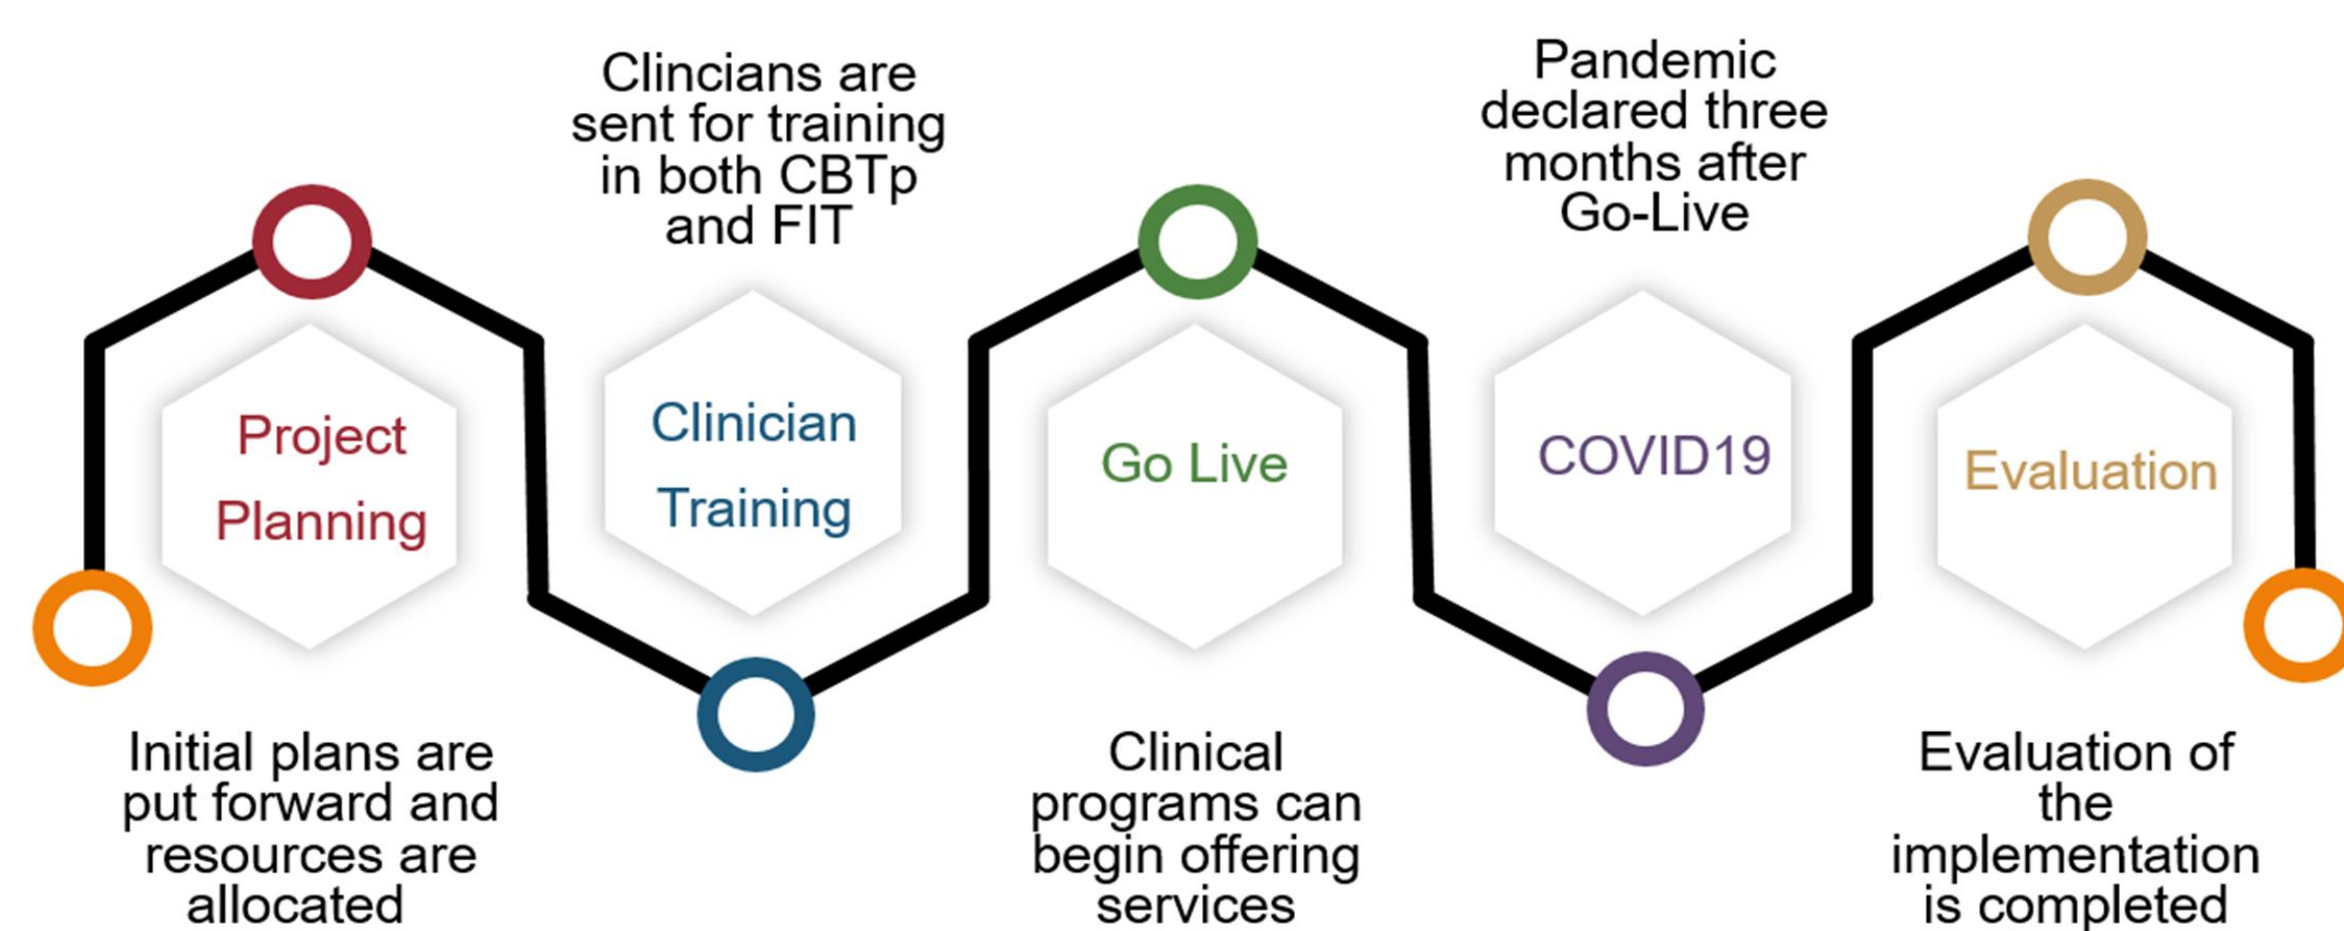 Project
Planning
Initial plans are
put forward and
resources are
allocated
Clincians are
sent for training
in both CBTp
and FIT
Clinician
Training
Go Live
Clinical
programs can
begin offering
services
Pandemic
declared three
months after
Go-Live
COVID19
Evaluation
Evaluation of
the
implementation
is completed